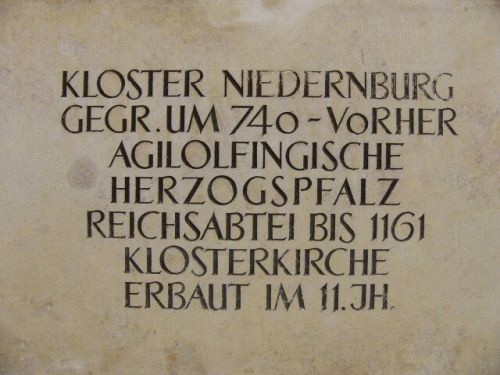 KLOSTER NIEDERNBURG
GEGR. UM 740 - VORHER
AGILOLFINGISCHE
HERZOGSPFALZ
REICHSABTEI BIS 1161
KLOSTERKIRCHE
ERBAUT IM 11. JH.